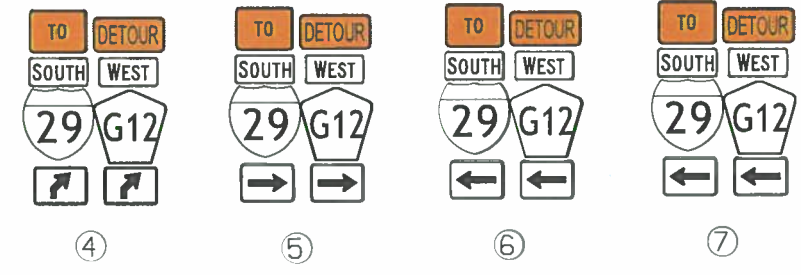 TO DETOUR TO DETOUR TO DETOUR TO DETOUR
SOUTH WEST SOUTH WEST SOUTH WEST SOUTH WEST
29 G12 29 G12 29 G12 29 G12
4 5 6 7